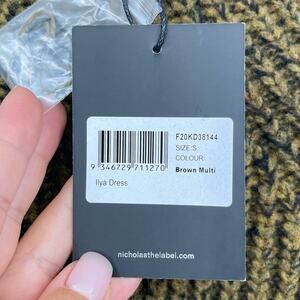 F20KD38144
SIZE:S
COLOUR:
Brown Multi
9 346729 711270
Ilya Dress
nicholasthelabel.com